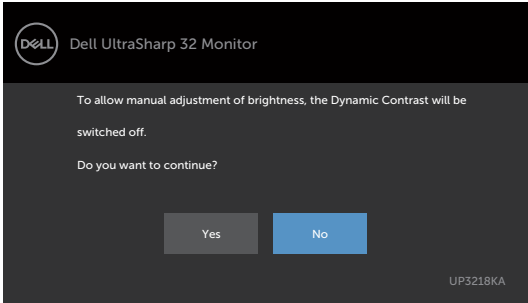 DELL
Dell UltraSharp 32 Monitor
To allow manual adjustment of brightness, the Dynamic Contrast will be
switched off.
Do you want to continue?
Yes
No
UP3218KA